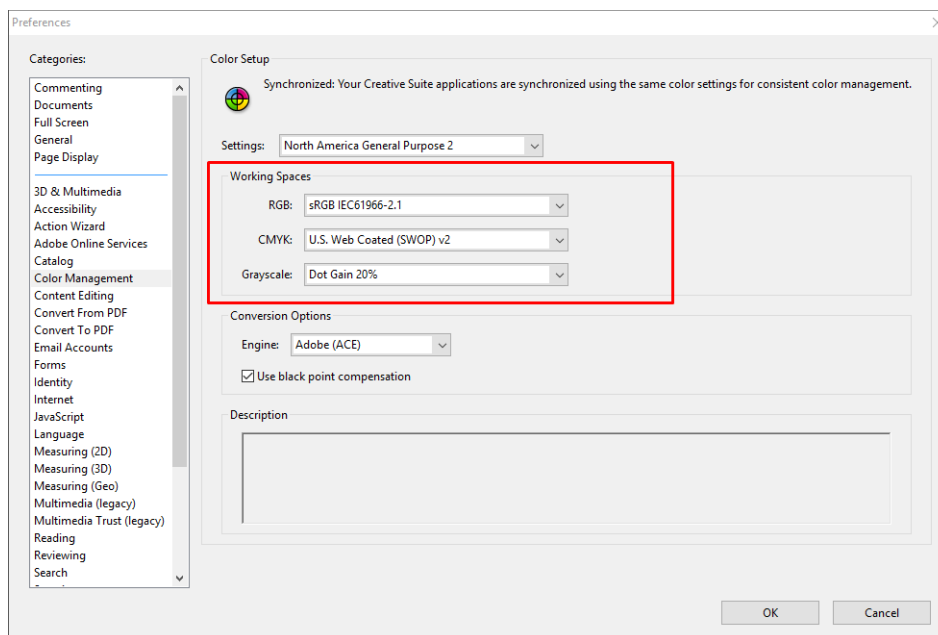 Preferences
Categories:
Commenting
Documents
Full Screen
General
Page Display
3D & Multimedia
Accessibility
Action Wizard
Adobe Online Services
Catalog
Color Management
Content Editing
Convert From PDF
Convert To PDF
Email Accounts
Forms
Identity
Internet
JavaScript
Language
Measuring (2D)
Measuring (3D)
Measuring (Geo)
Multimedia (legacy)
Multimedia Trust (legacy)
Reading
Reviewing
Search
Color Setup
Synchronized: Your Creative Suite applications are synchronized using the same color settings for consistent color management.
Settings: North America General Purpose 2
Working Spaces
RGB: sRGB IEC61966-2.1
CMYK: U.S. Web Coated (SWOP) v2
Grayscale: Dot Gain 20%
Conversion Options
Engine: Adobe (ACE)
Use black point compensation
Description
OK Cancel